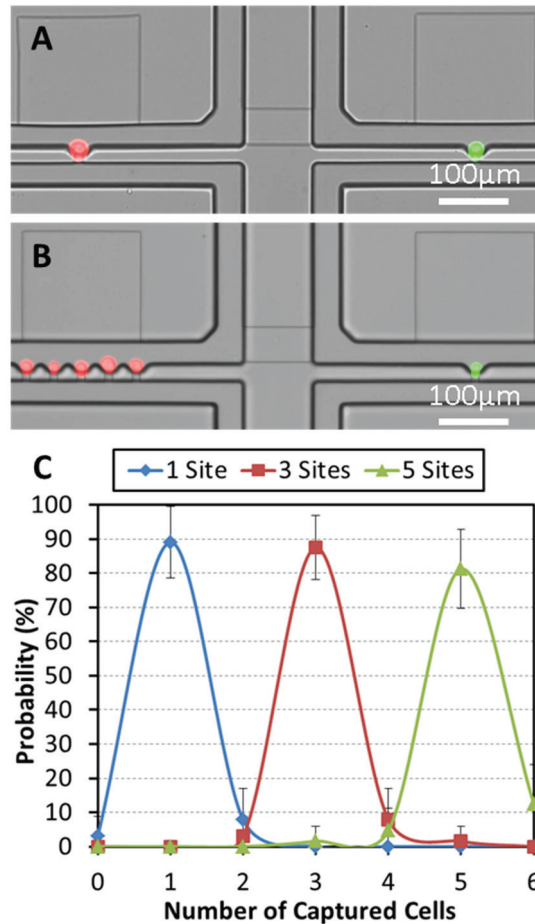 A
100μm
B
100μm
C
1 Site 3 Sites 5 Sites
100
90
80
70
60
50
40
30
20
10
0
Probability (%)
0 1 2 3 4 5 6
Number of Captured Cells